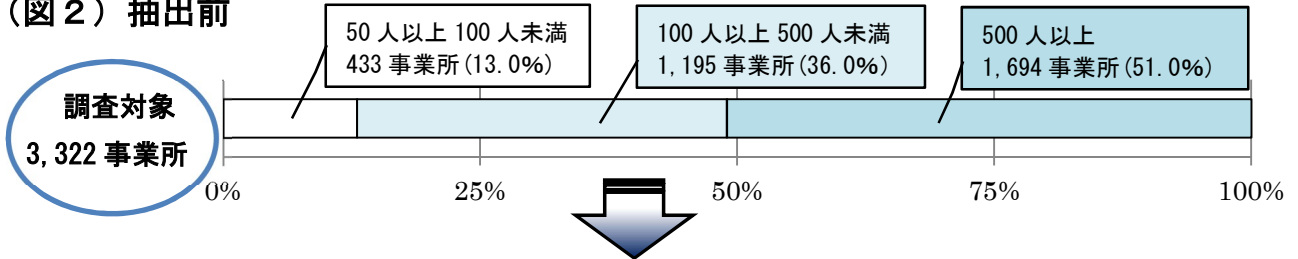 （図２）抽出前
50 人以上 100 人未満
433 事業所(13.0%)
100 人以上 500 人未満
1,195 事業所(36.0%)
500 人以上
1,694 事業所(51.0%)
調査対象
3,322 事業所
0%
25%
50%
75%
100%